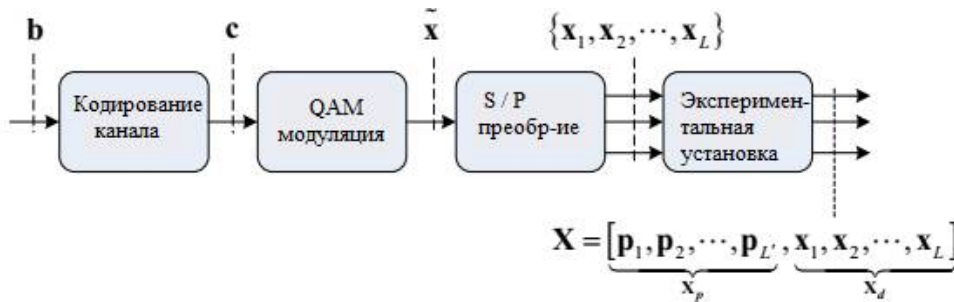 b
c
x̃
{x₁, x₂, ⋯, x_L}
Кодирование
канала
QAM
модуляция
S / P
преобр-ие
Эксперимен-
тальная
установка
X = [p₁, p₂, ⋯, p_L′, x₁, x₂, ⋯, x_L]
x_p
x_d